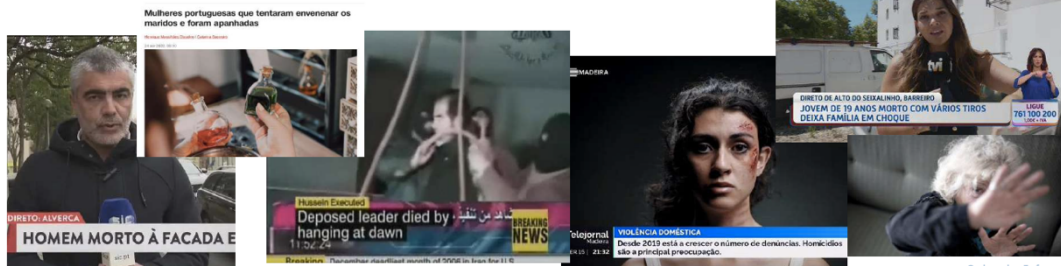 Mulheres portuguesas que tentaram envenenar os
maridos e foram apanhadas
DIRETO: ALVERCA
HOMEM MORTO À FACADA E
Hussein Executed
Deposed leader died by
hanging at dawn
BREAKING
NEWS
11:52:24
Breaking December deadliest month of 2006 in Iraq for U.S.
MADEIRA
VIOLÊNCIA DOMÉSTICA
Desde 2019 está a crescer o número de denúncias. Homicídios
são a principal preocupação.
Telejornal
Madeira
21:32
tvi
DIRETO DE ALTO DO SEIXALINHO, BARREIRO
JOVEM DE 19 ANOS MORTO COM VÁRIOS TIROS
DEIXA FAMÍLIA EM CHOQUE
LIGUE
761 100 200